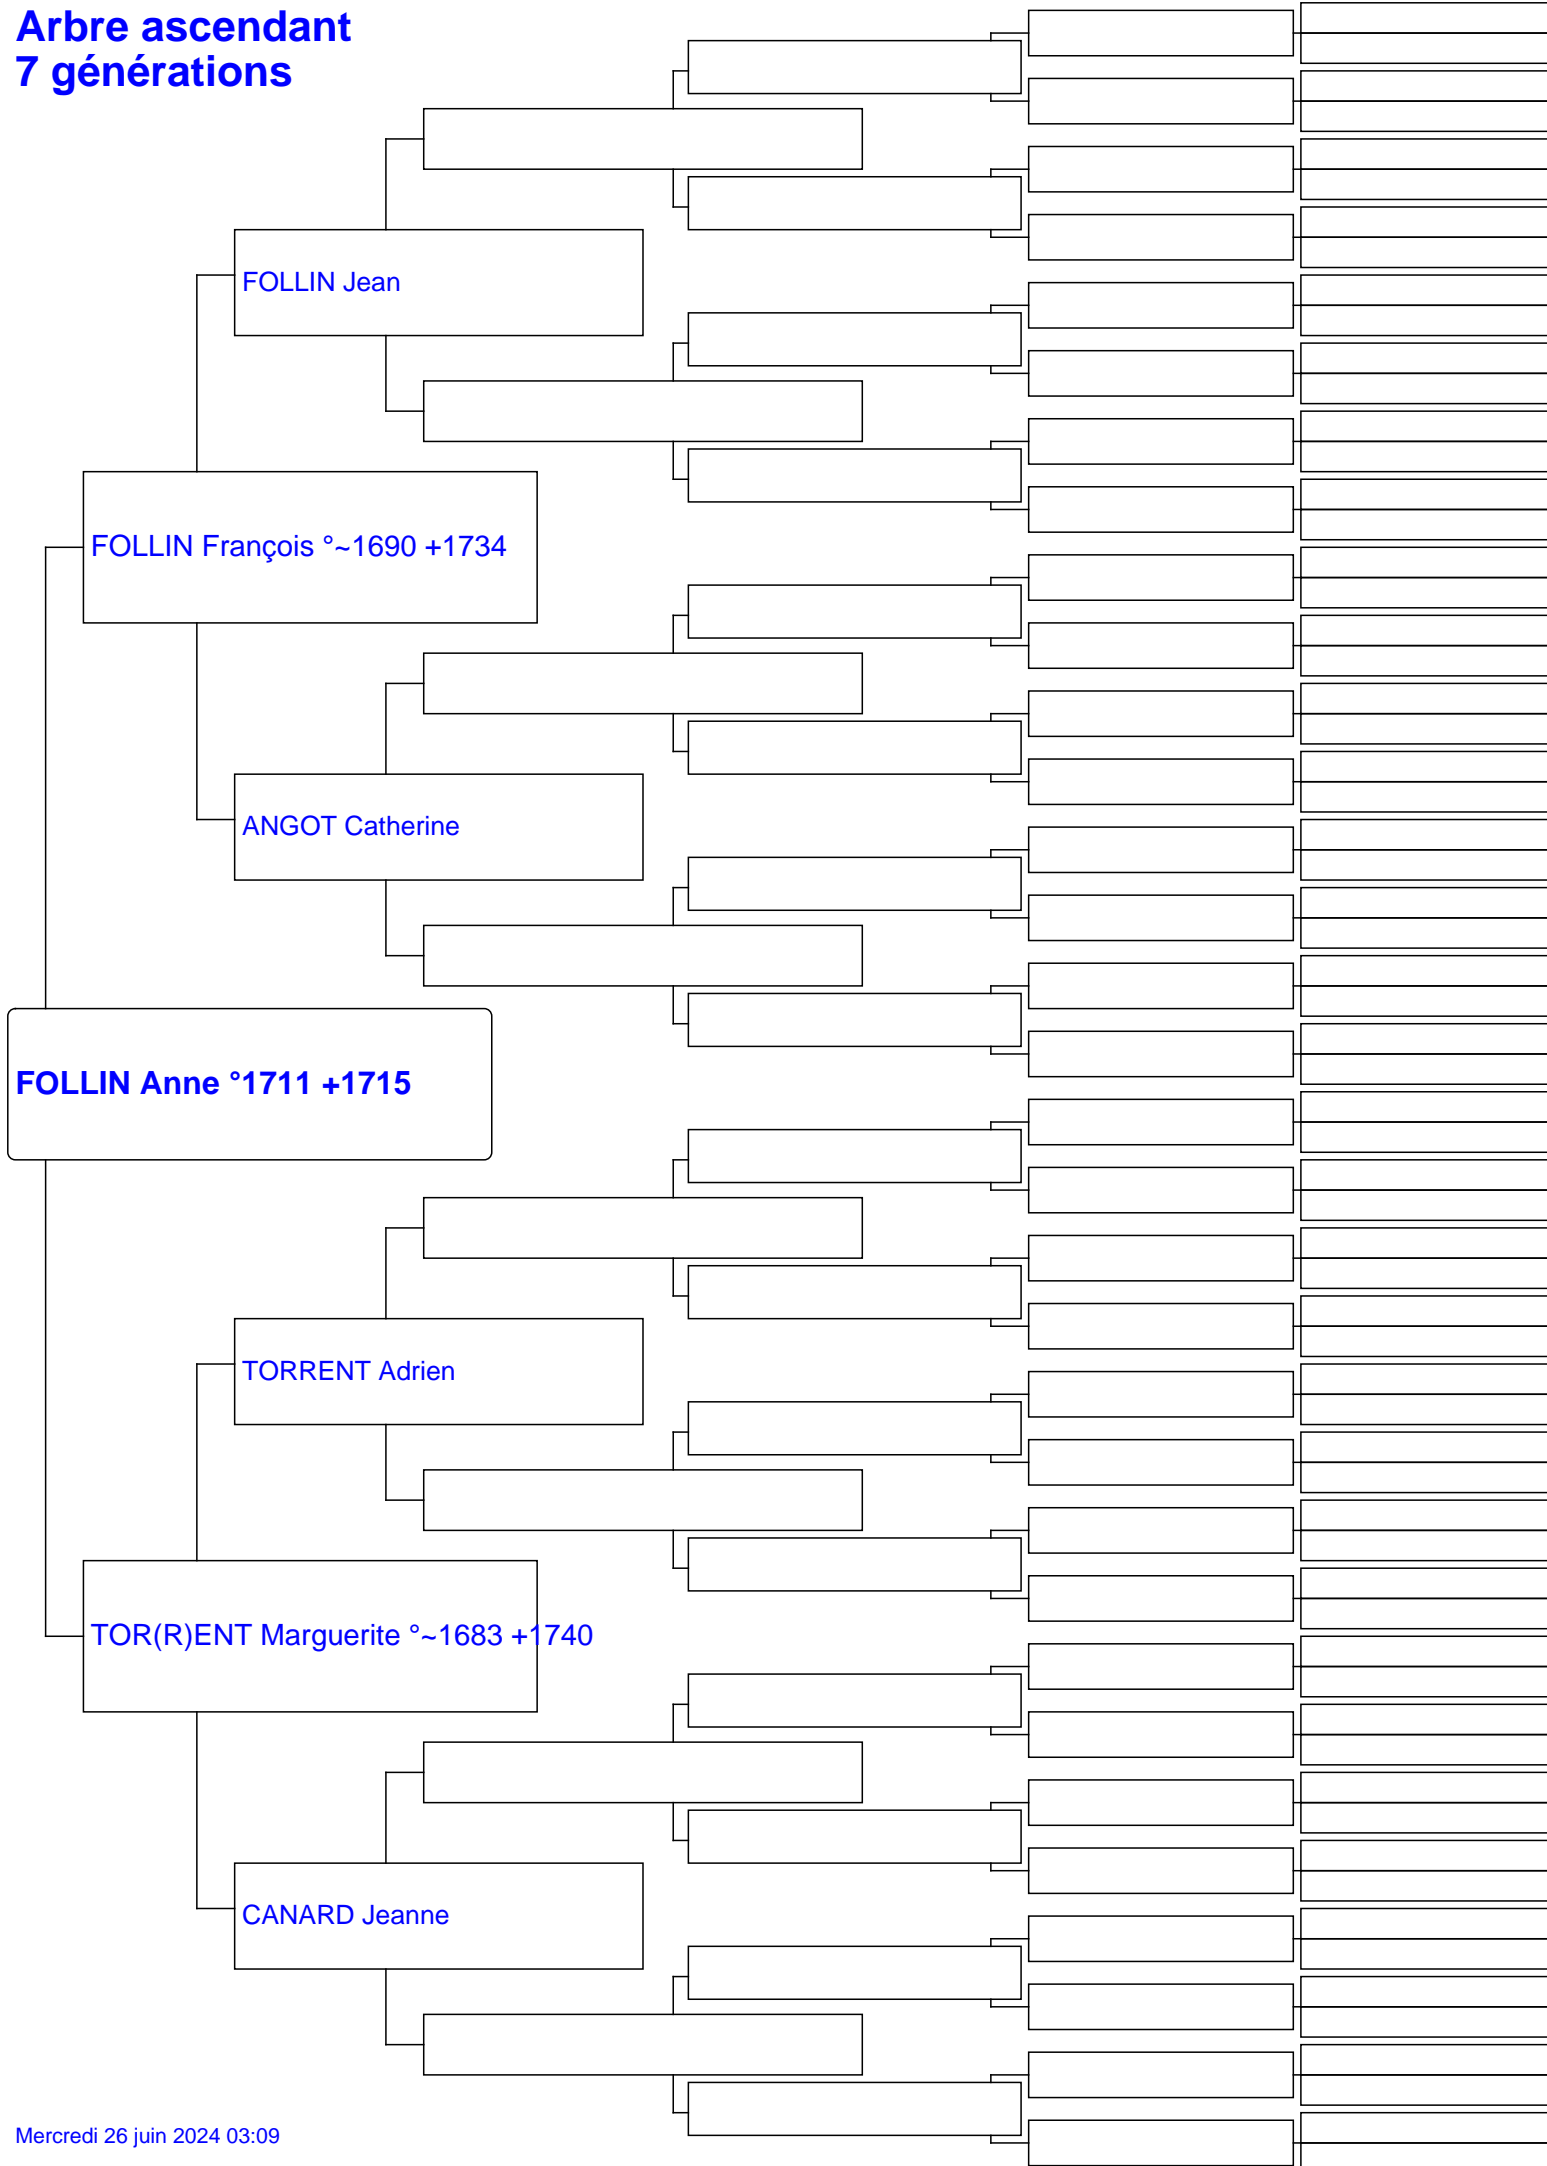 Arbre ascendant
7 générations
FOLLIN Jean
FOLLIN François °~1690 +1734
ANGOT Catherine
FOLLIN Anne °1711 +1715
TORRENT Adrien
TOR(R)ENT Marguerite °~1683 +1740
CANARD Jeanne
Mercredi 26 juin 2024 03:09